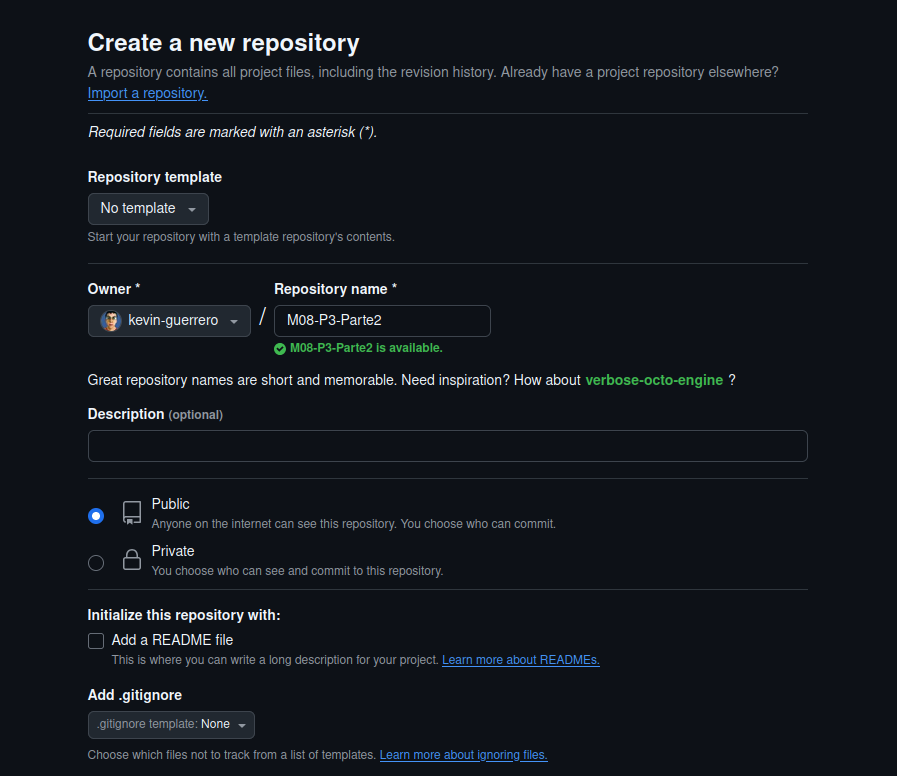 Create a new repository
A repository contains all project files, including the revision history. Already have a project repository elsewhere?
Import a repository.
Required fields are marked with an asterisk (*).
Repository template
No template
Start your repository with a template repository's contents.
Owner * Repository name *
kevin-guerrero / M08-P3-Parte2
M08-P3-Parte2 is available.
Great repository names are short and memorable. Need inspiration? How about verbose-octo-engine ?
Description (optional)
Public
Anyone on the internet can see this repository. You choose who can commit.
Private
You choose who can see and commit to this repository.
Initialize this repository with:
Add a README file
This is where you can write a long description for your project. Learn more about READMEs.
Add .gitignore
.gitignore template: None
Choose which files not to track from a list of templates. Learn more about ignoring files.